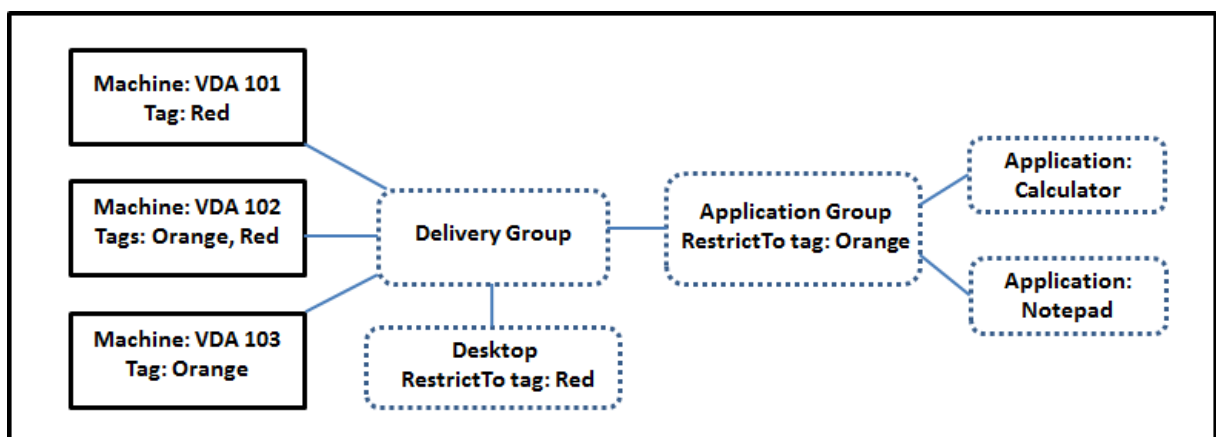 Machine: VDA 101
Tag: Red
Machine: VDA 102
Tags: Orange, Red
Machine: VDA 103
Tag: Orange
Delivery Group
Desktop
RestrictTo tag: Red
Application Group
RestrictTo tag: Orange
Application:
Calculator
Application:
Notepad